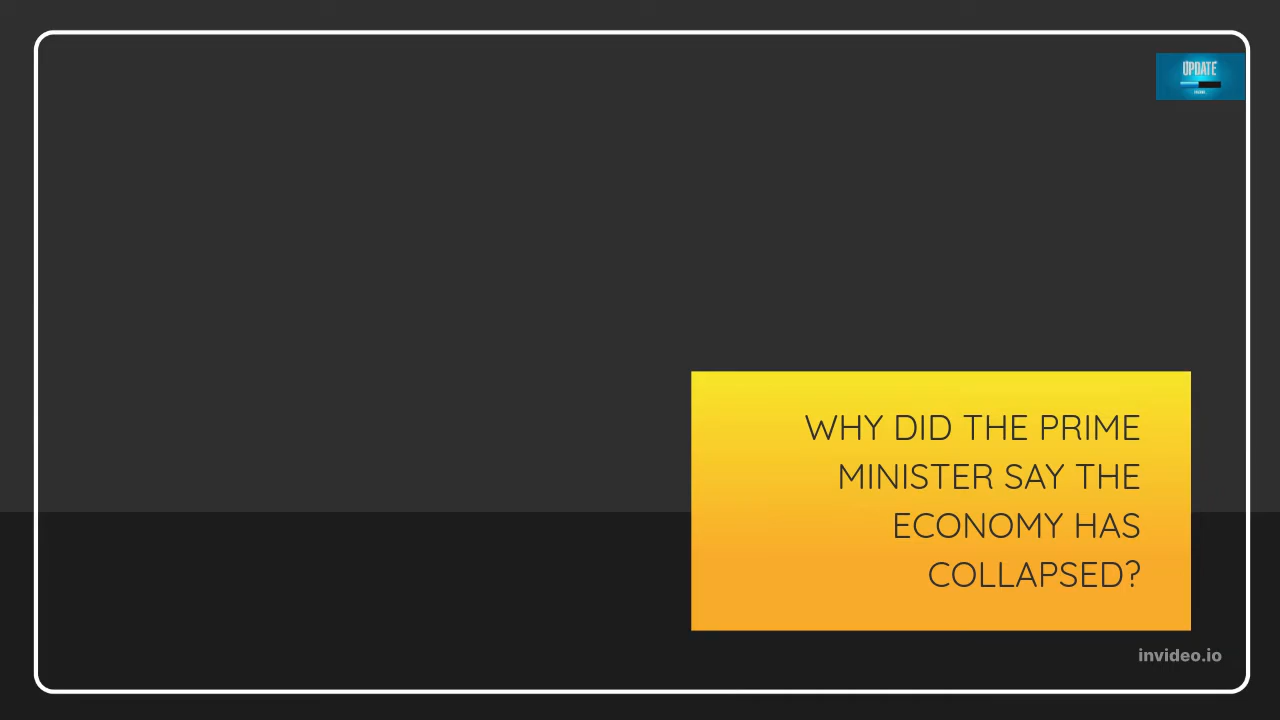 UPDATE
WHY DID THE PRIME
MINISTER SAY THE
ECONOMY HAS
COLLAPSED?
invideo.io